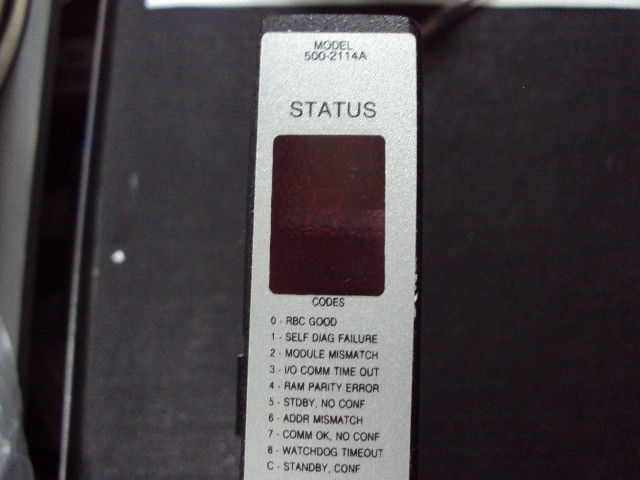 MODEL
500-2114A
STATUS
CODES
0 - RBC GOOD
1 - SELF DIAG FAILURE
2 - MODULE MISMATCH
3 - I/O COMM TIME OUT
4 - RAM PARITY ERROR
5 - STDBY, NO CONF
6 - ADDR MISMATCH
7 - COMM OK, NO CONF
8 - WATCHDOG TIMEOUT
C - STANDBY, CONF